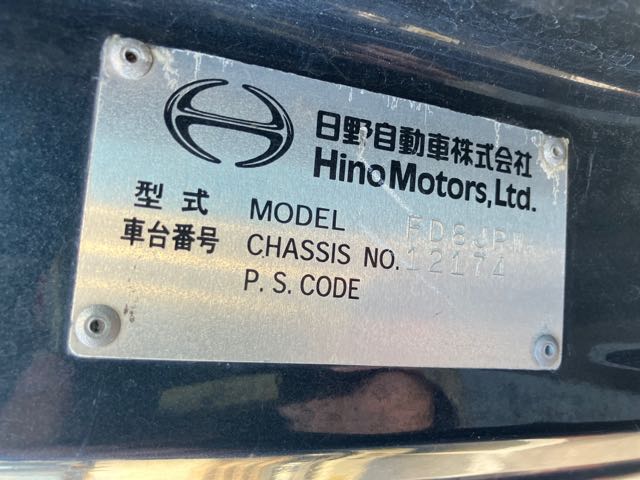 日野自動車株式会社
Hino Motors, Ltd.
型式 MODEL
車台番号 CHASSIS NO. 12174
P. S. CODE